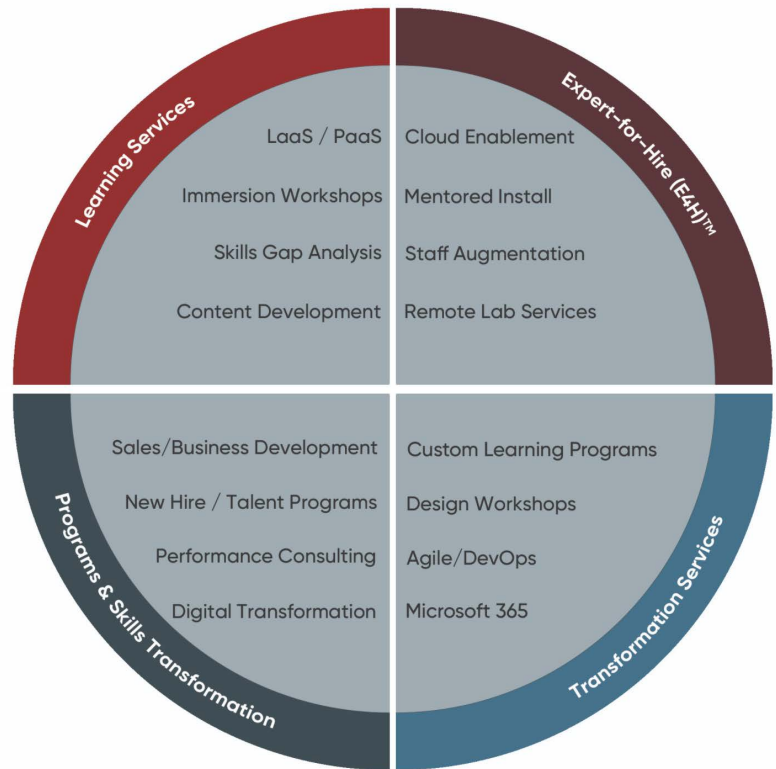 Learning Services
LaaS / PaaS
Immersion Workshops
Skills Gap Analysis
Content Development
Expert-for-Hire (E4H)™
Cloud Enablement
Mentored Install
Staff Augmentation
Remote Lab Services
Programs & Skills Transformation
Sales/Business Development
New Hire / Talent Programs
Performance Consulting
Digital Transformation
Transformation Services
Custom Learning Programs
Design Workshops
Agile/DevOps
Microsoft 365